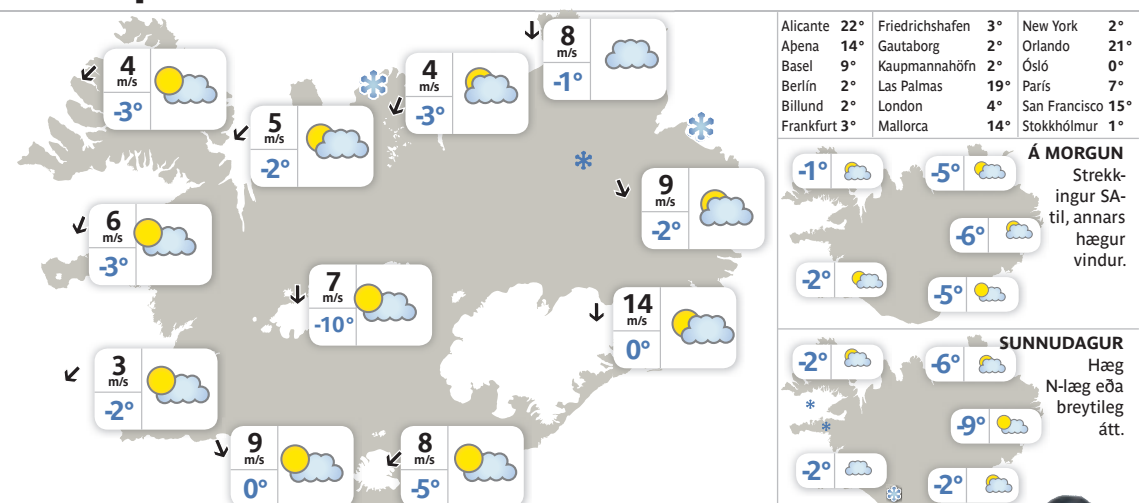 4
m/s
-3°
5
m/s
-2°
4
m/s
-3°
8
m/s
-1°
6
m/s
-3°
9
m/s
-2°
7
m/s
-10°
14
m/s
0°
3
m/s
-2°
9
m/s
0°
8
m/s
-5°
Alicante 22° Friedrichshafen 3° New York 2°
Aþena 14° Gautaborg 2° Orlando 21°
Basel 9° Kaupmannahöfn 2° Ósló 0°
Berlín 2° Las Palmas 19° París 7°
Billund 2° London 4° San Francisco 15°
Frankfurt 3° Mallorca 14° Stokkhólmur 1°
Á MORGUN
Strekk-
ingur SA-
til, annars
hægur
vindur.
-1°
-5°
-6°
-2°
-5°
SUNNUDAGUR
Hæg
N-læg eða
breytileg
átt.
-2°
-6°
-9°
-2°
-2°